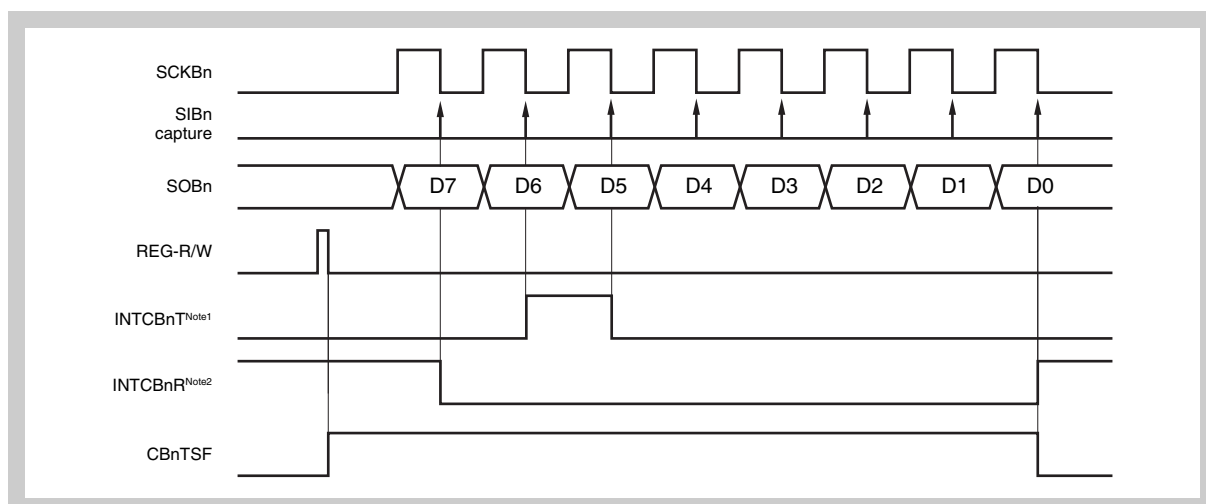 SCKBn
SIBn
capture
SOBn
D7 D6 D5 D4 D3 D2 D1 D0
REG-R/W
INTCBnTNote1
INTCBnRNote2
CBnTSF